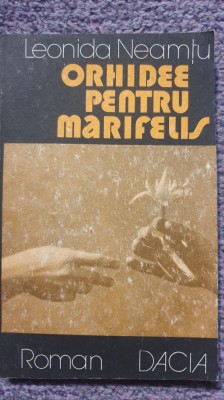 Leonida Neamțu
ORHIDEE
PENTRU
MARIFELIS
Roman DACIA